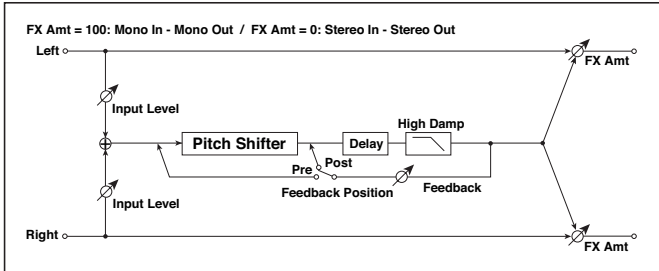 FX Amt = 100: Mono In - Mono Out / FX Amt = 0: Stereo In - Stereo Out
Left
FX Amt
Input Level
High Damp
Pitch Shifter
Delay
Post
Pre
Feedback Position
Feedback
Input Level
Right
FX Amt